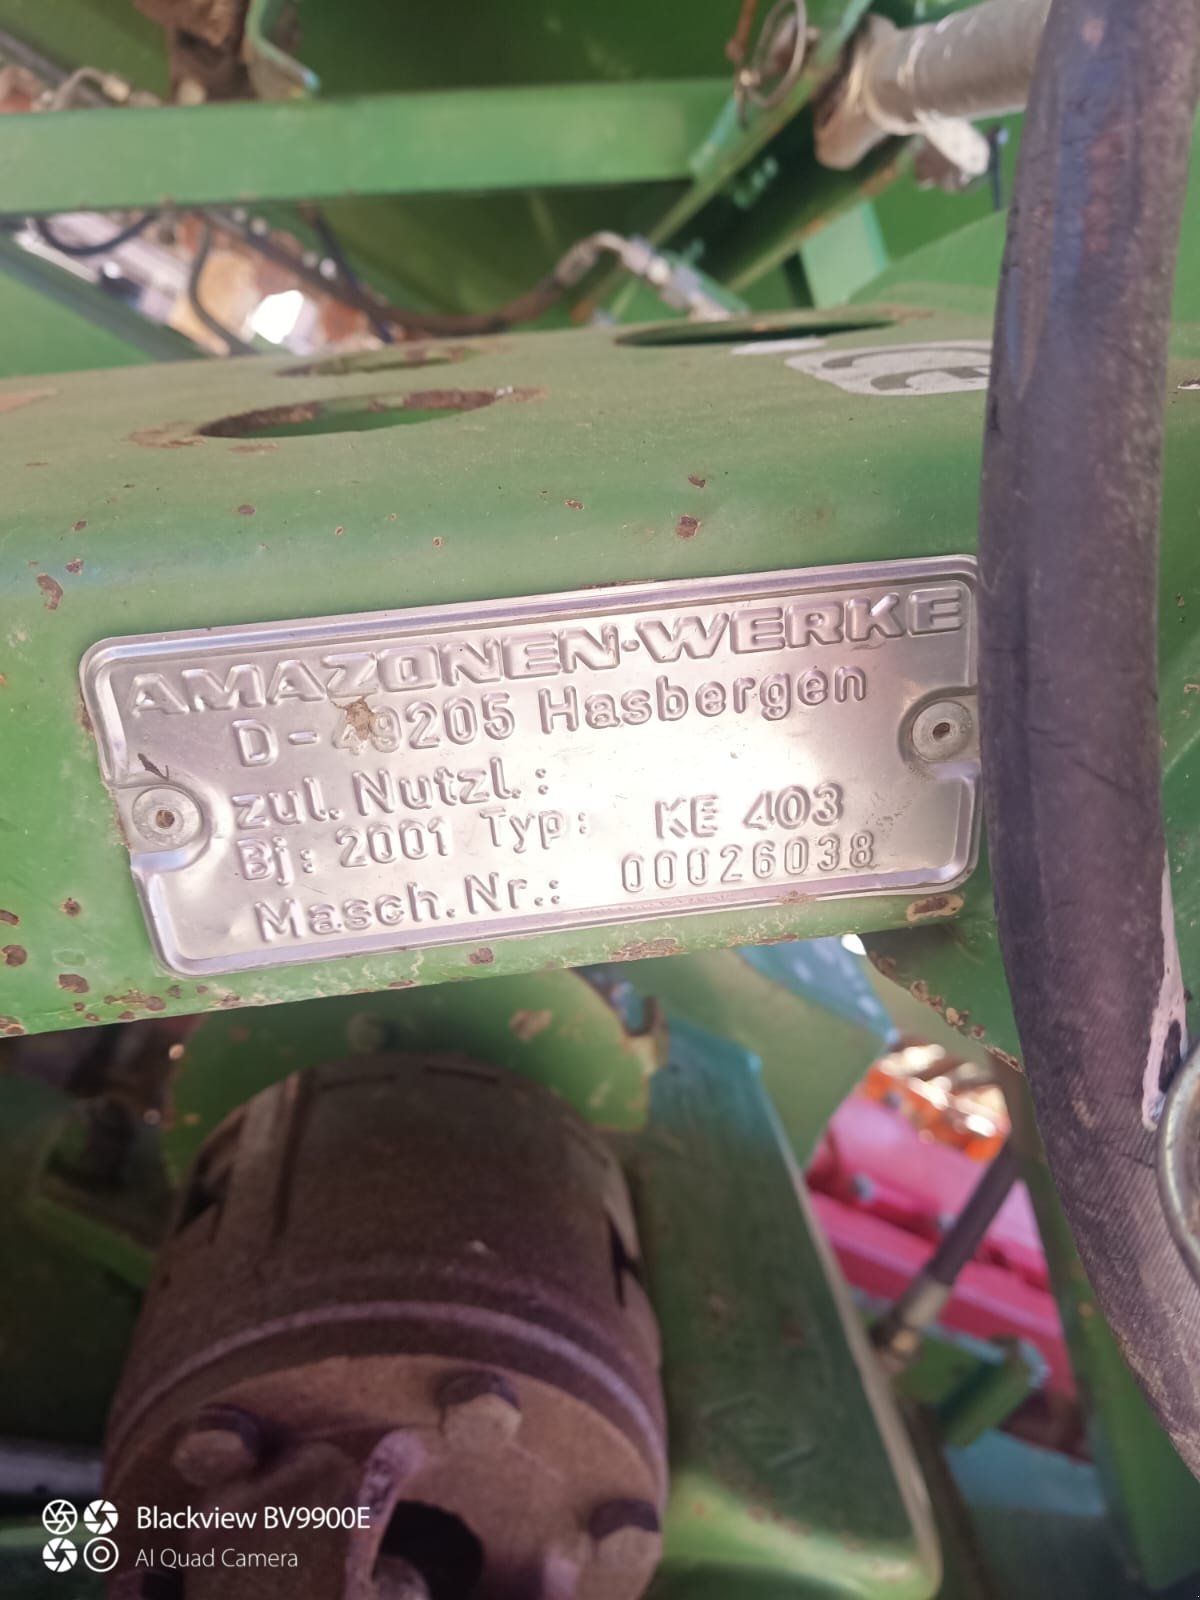 AMAZONEN-WERKE
D-49205 Hasbergen
zul. Nutzl.:
Bj: 2001 Typ: KE 403
Masch. Nr.: 00026038
Blackview BV9900E
AI Quad Camera